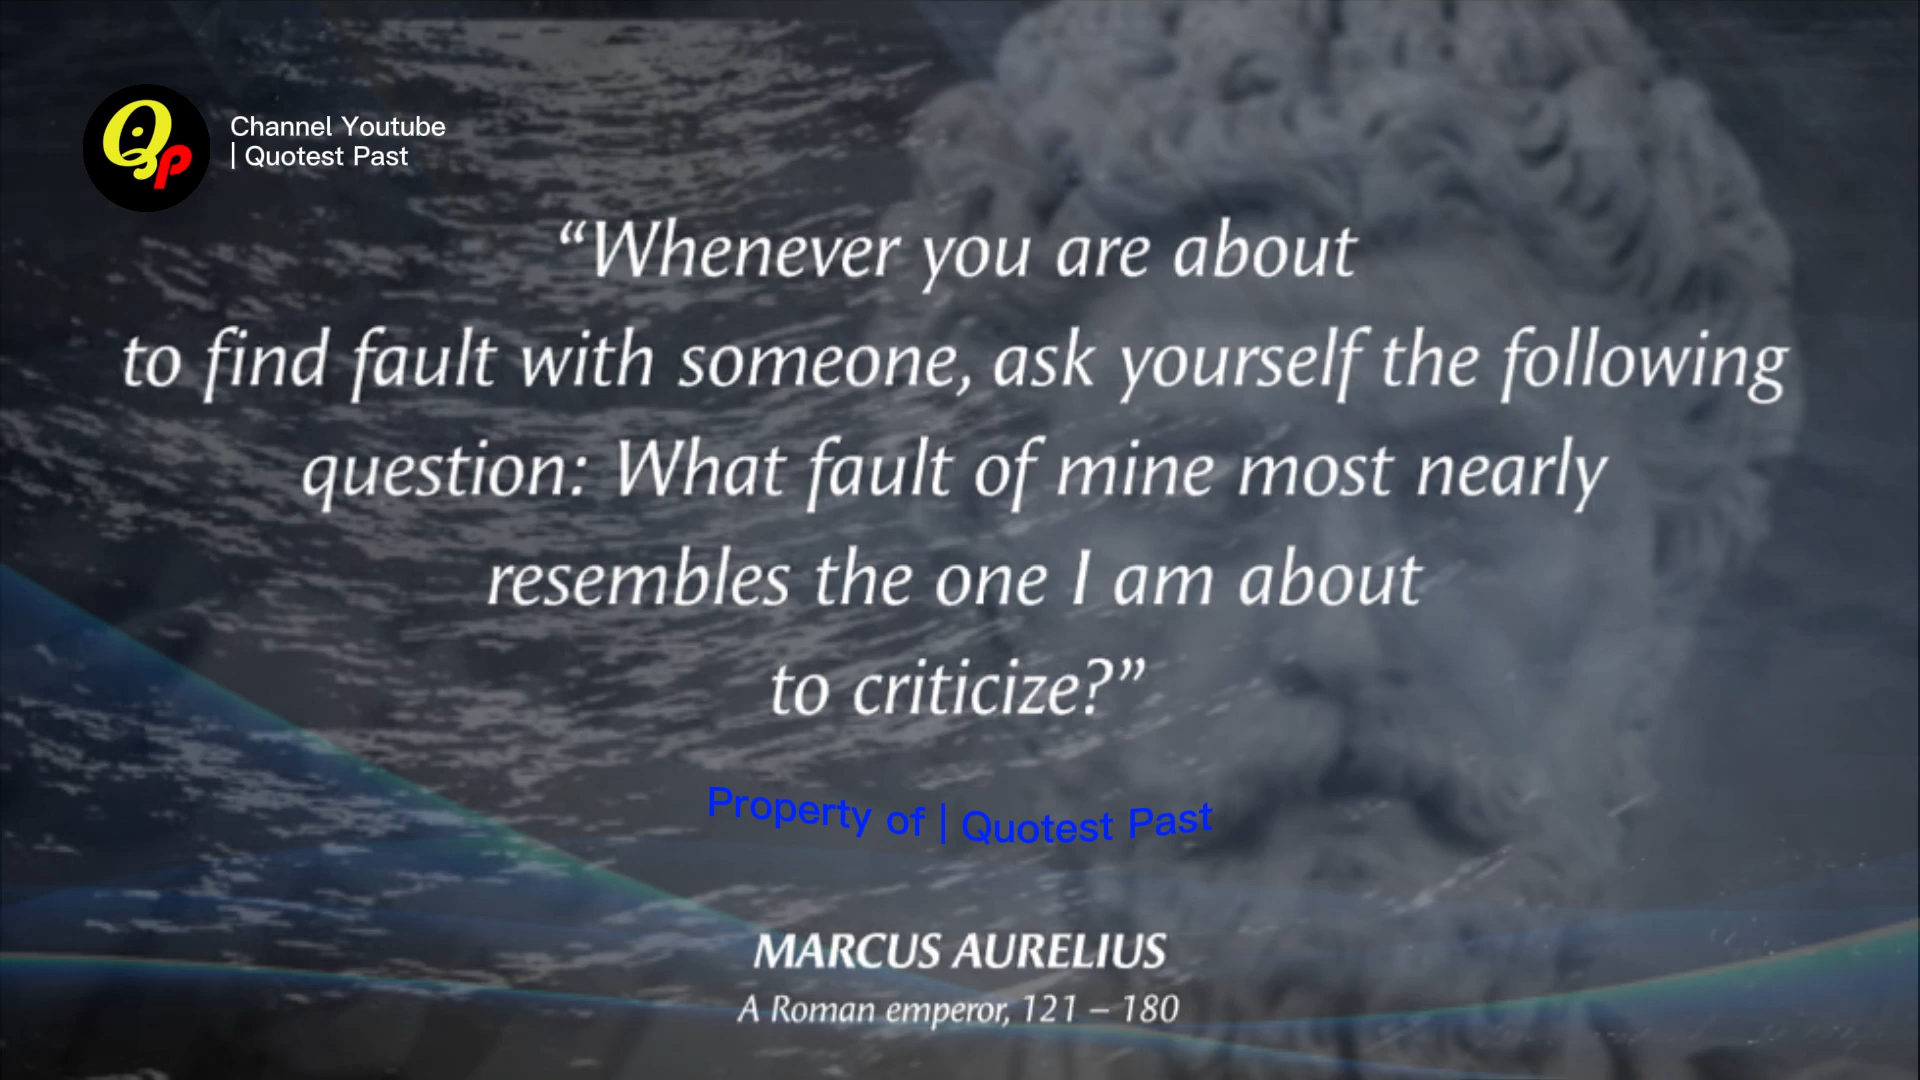 Qp
Channel Youtube
| Quotest Past
“Whenever you are about
to find fault with someone, ask yourself the following
question: What fault of mine most nearly
resembles the one I am about
to criticize?”
Property of | Quotest Past
MARCUS AURELIUS
A Roman emperor, 121 – 180